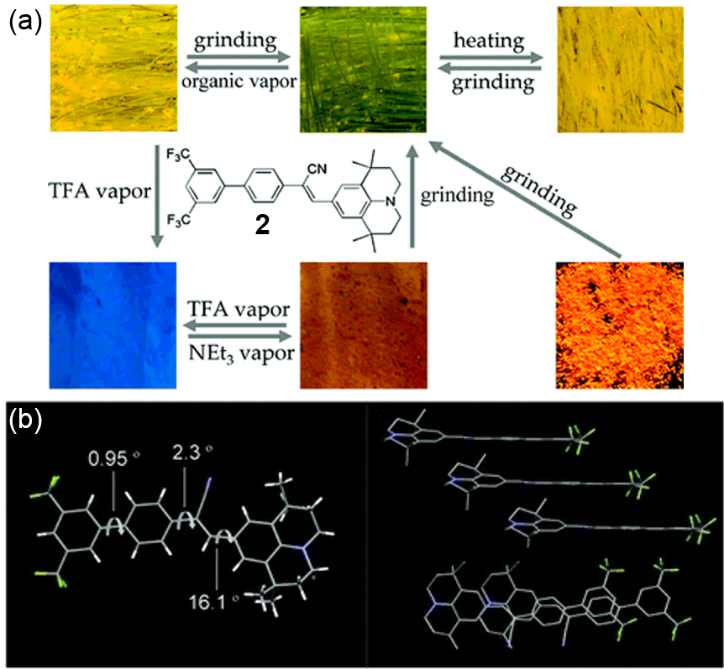 (a)
grinding
organic vapor
heating
grinding
TFA vapor
F₃C
F₃C
CN
N
2
grinding
grinding
TFA vapor
NEt₃ vapor
(b)
0.95 °
2.3 °
16.1 °